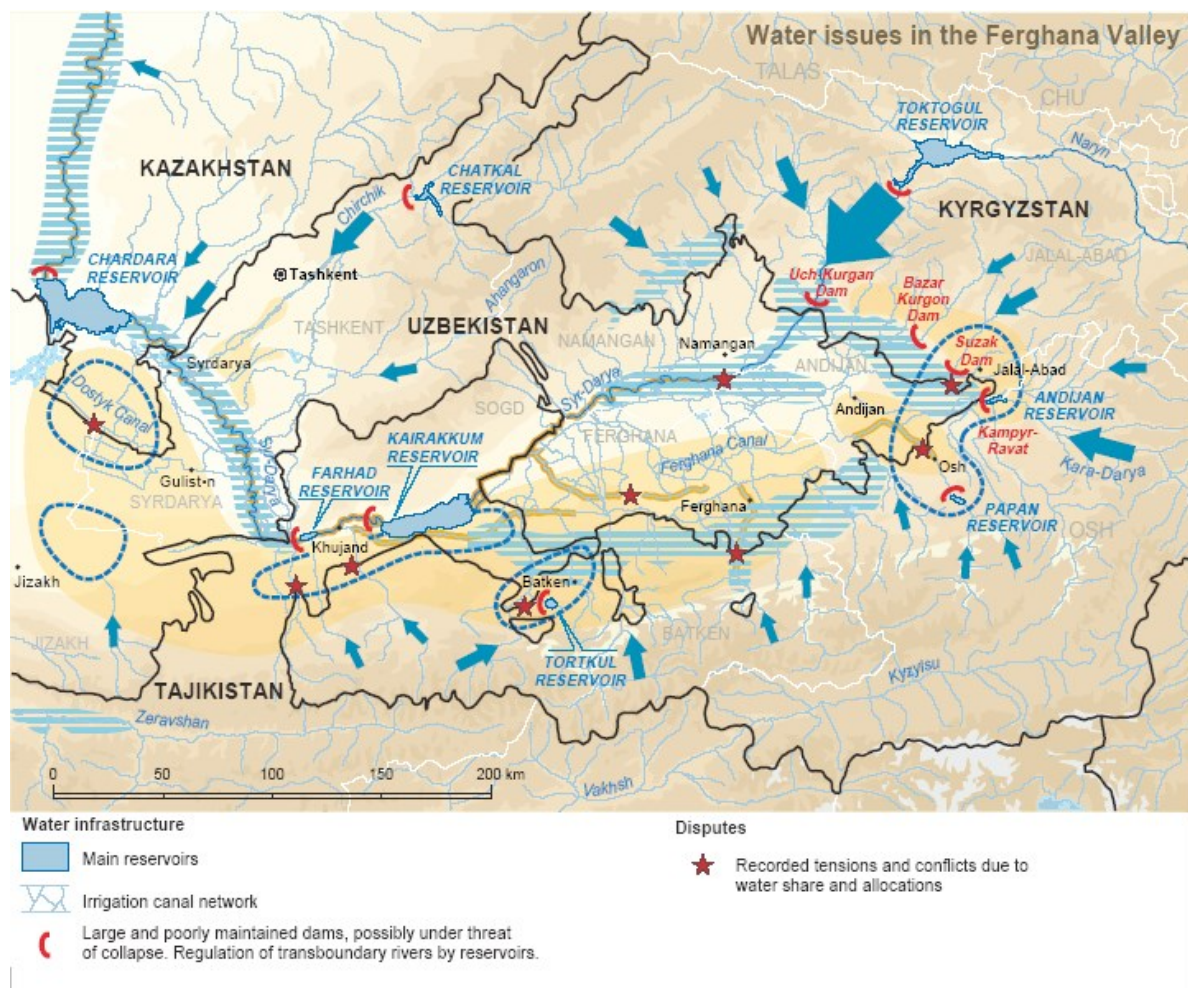 Water issues in the Ferghana Valley
TALAS
CHU
TOKTOGUL
RESERVOIR
Naryn
KAZAKHSTAN
CHATKAL
RESERVOIR
Chirchik
KYRGYZSTAN
JALAL-ABAD
CHARDARA
RESERVOIR
Tashkent
Ahangaron
Uch Kurgan
Dam
Bazar
Kurgon
Dam
TASHKENT
UZBEKISTAN
NAMANGAN
Namangan
Suzak
Dam
Syrdarya
ANDIJAN
Jalal-Abad
Dostyk Canal
SOGD
Syr-Darya
Andijan
ANDIJAN
RESERVOIR
KAIRAKKUM
RESERVOIR
FERGHANA
Ferghana Canal
Kampyr-
Ravat
Kara-Darya
Syr-Darya
FARHAD
RESERVOIR
Osh
Gulist-n
SYRDARYA
Ferghana
PAPAN
RESERVOIR
OSH
Khujand
Jizakh
Batken
JIZAKH
BATKEN
TORTKUL
RESERVOIR
Kyzyisu
TAJIKISTAN
Zeravshan
Vakhsh
0 50 100 150 200 km
Water infrastructure
Main reservoirs
Irrigation canal network
Large and poorly maintained dams, possibly under threat
of collapse. Regulation of transboundary rivers by reservoirs.
Disputes
Recorded tensions and conflicts due to
water share and allocations